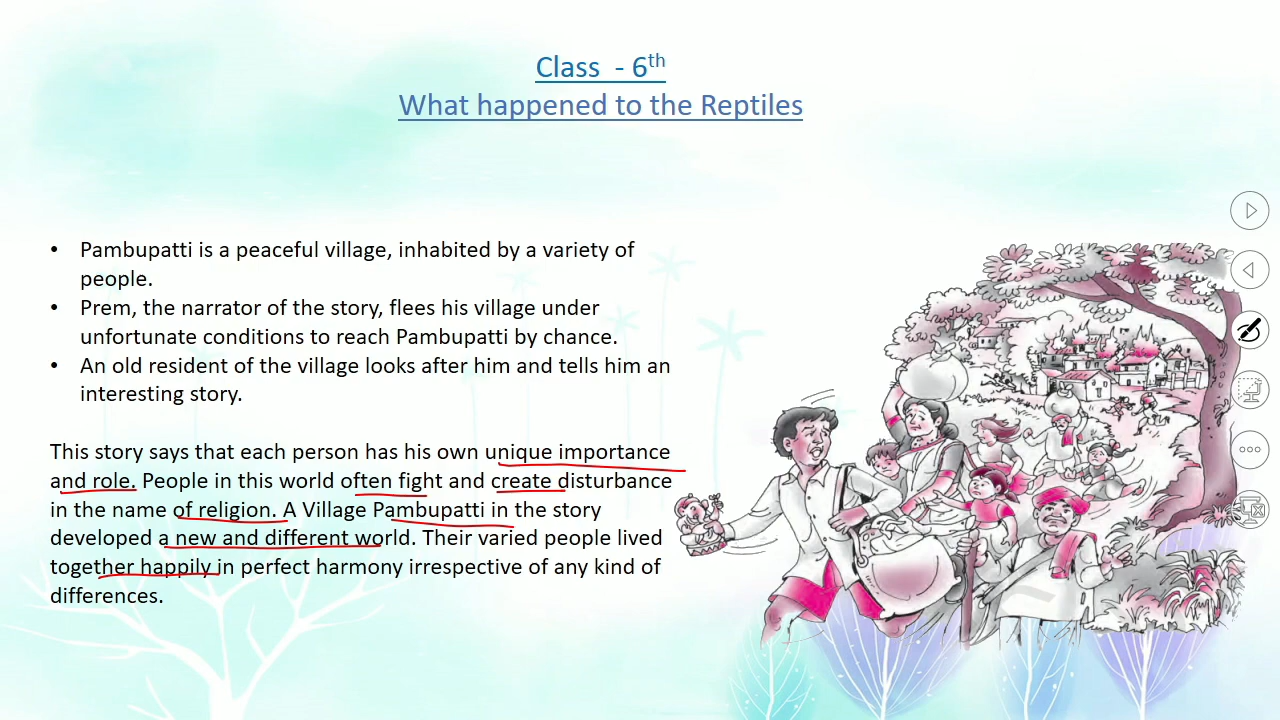 Class - 6th
What happened to the Reptiles
• Pambupatti is a peaceful village, inhabited by a variety of
people.
• Prem, the narrator of the story, flees his village under
unfortunate conditions to reach Pambupatti by chance.
• An old resident of the village looks after him and tells him an
interesting story.
This story says that each person has his own unique importance
and role. People in this world often fight and create disturbance
in the name of religion. A Village Pambupatti in the story
developed a new and different world. Their varied people lived
together happily in perfect harmony irrespective of any kind of
differences.